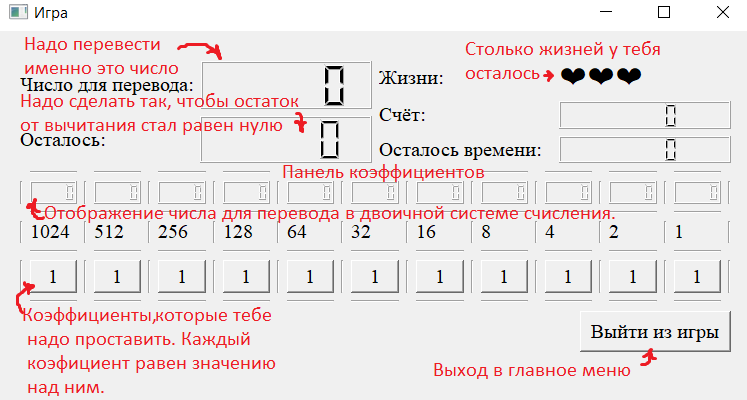 Игра
Надо перевести
именно это число
Число для перевода: 0
Столько жизней у тебя
осталось
Жизни:
Надо сделать так, чтобы остаток
от вычитания стал равен нулю
Счёт: 0
Осталось: 0
Осталось времени: 0
Панель коэффициентов
0 0 0 0 0 0 0 0 0 0 0
Отображение числа для перевода в двоичной системе счисления.
1024 512 256 128 64 32 16 8 4 2 1
1 1 1 1 1 1 1 1 1 1 1
Коэффициенты,которые тебе
надо проставить. Каждый
коэфициент равен значению
над ним.
Выйти из игры
Выход в главное меню